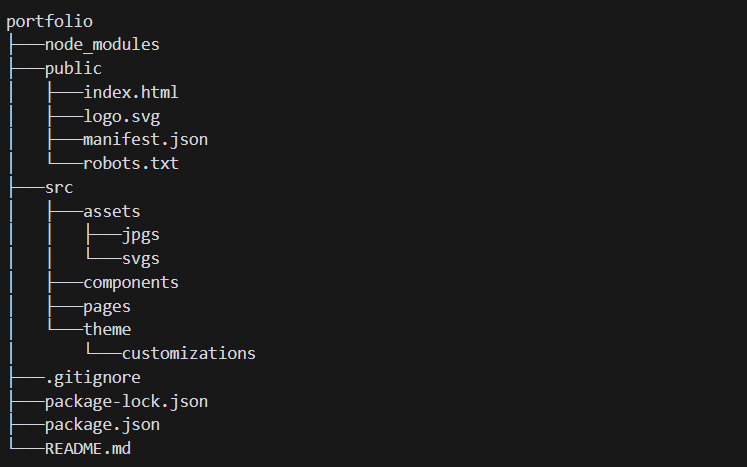 portfolio
├───node_modules
├───public
│   ├───index.html
│   ├───logo.svg
│   ├───manifest.json
│   └───robots.txt
├───src
│   ├───assets
│   │   ├───jpgs
│   │   └───svgs
│   ├───components
│   ├───pages
│   └───theme
│       └───customizations
├───.gitignore
├───package-lock.json
├───package.json
└───README.md